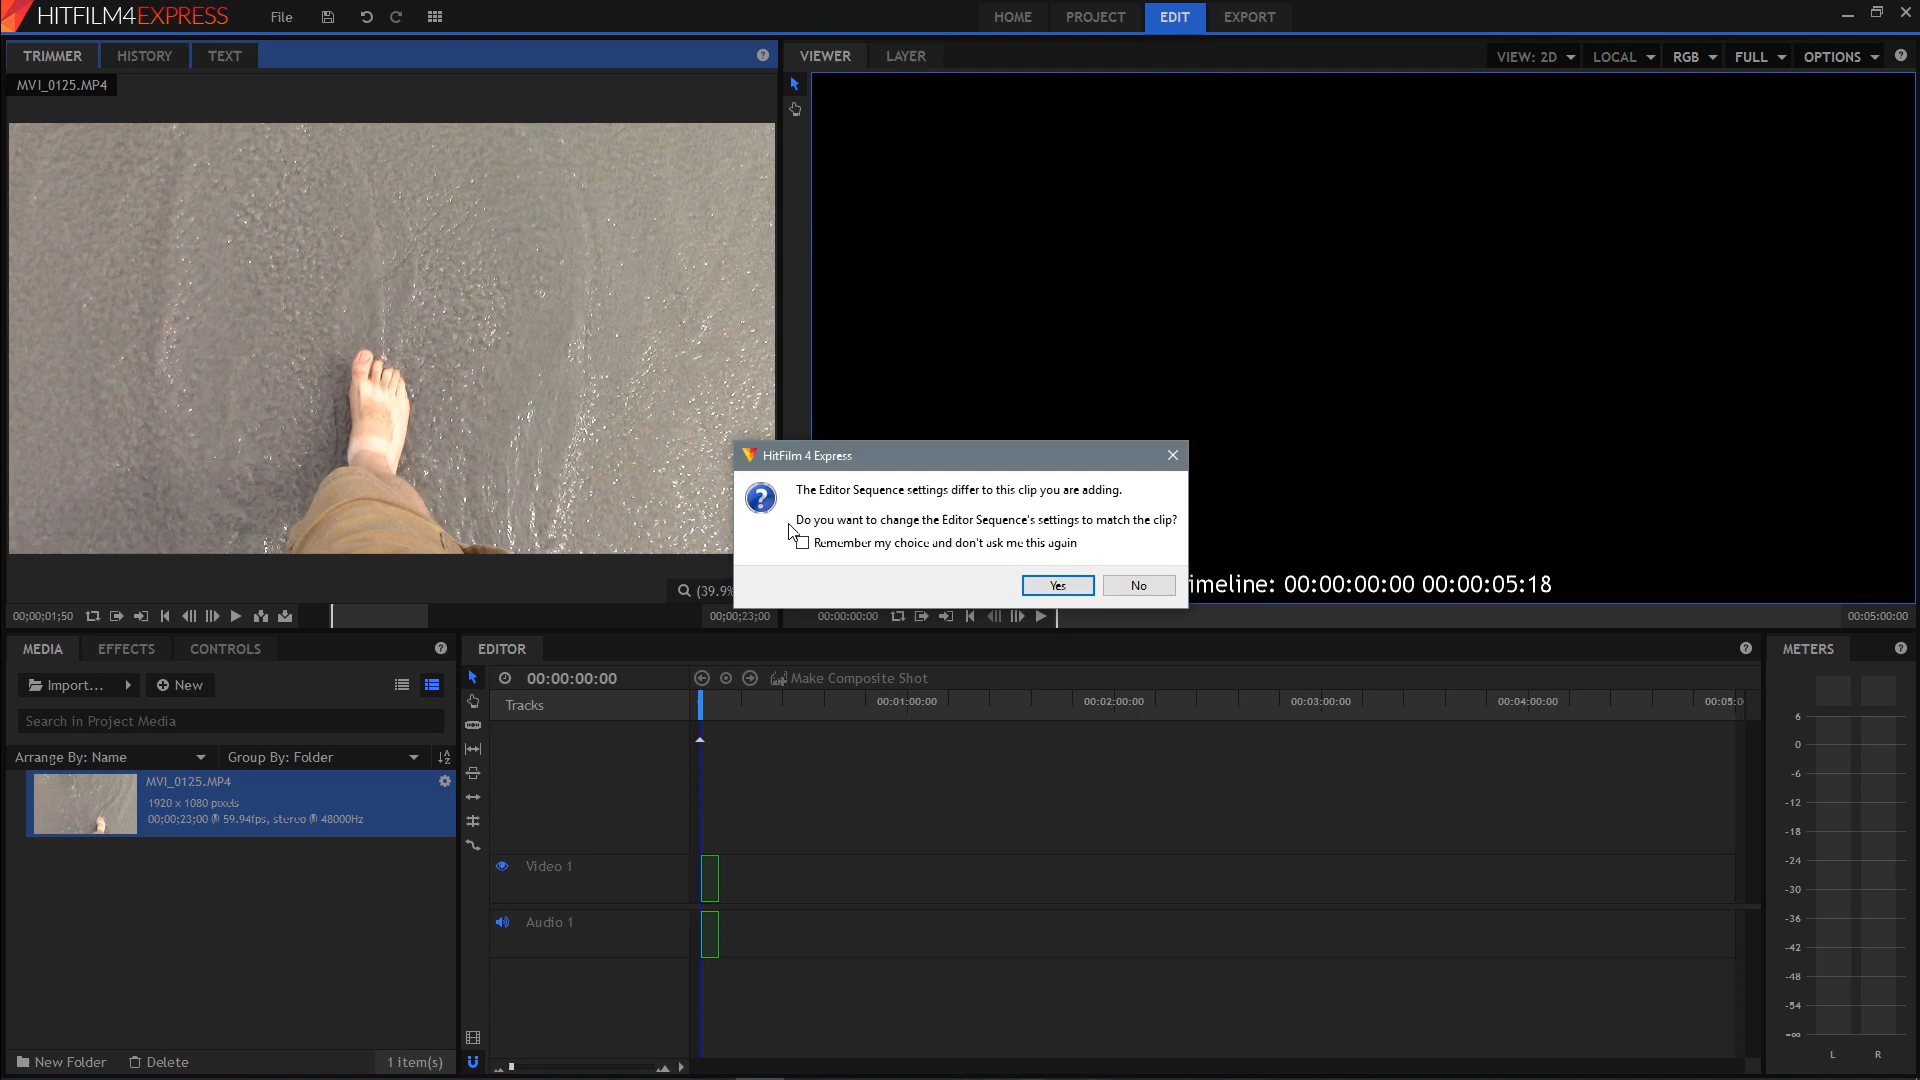 HITFILM4EXPRESS
File
HOME
PROJECT
EDIT
EXPORT
TRIMMER
HISTORY
TEXT
VIEWER
LAYER
VIEW: 2D
LOCAL
RGB
FULL
OPTIONS
MVI_0125.MP4
HitFilm 4 Express
The Editor Sequence settings differ to this clip you are adding.
Do you want to change the Editor Sequence's settings to match the clip?
Remember my choice and don't ask me this again
Yes
No
(39.9%
imeline: 00:00:00:00 00:00:05:18
00;00;01;50
00;00;23;00
00:00:00:00
00:05:00:00
MEDIA
EFFECTS
CONTROLS
EDITOR
METERS
Import...
New
00:00:00:00
Make Composite Shot
Search in Project Media
Tracks
00:01:00:00
00:02:00:00
00:03:00:00
00:04:00:00
00:05:0
Arrange By: Name
Group By: Folder
MVI_0125.MP4
1920 x 1080 pixels
00;00;23;00 @ 59.94fps, stereo @ 48000Hz
Video 1
Audio 1
6
0
-6
-12
-18
-24
-30
-36
-42
-48
-54
-∞
L
R
New Folder
Delete
1 item(s)